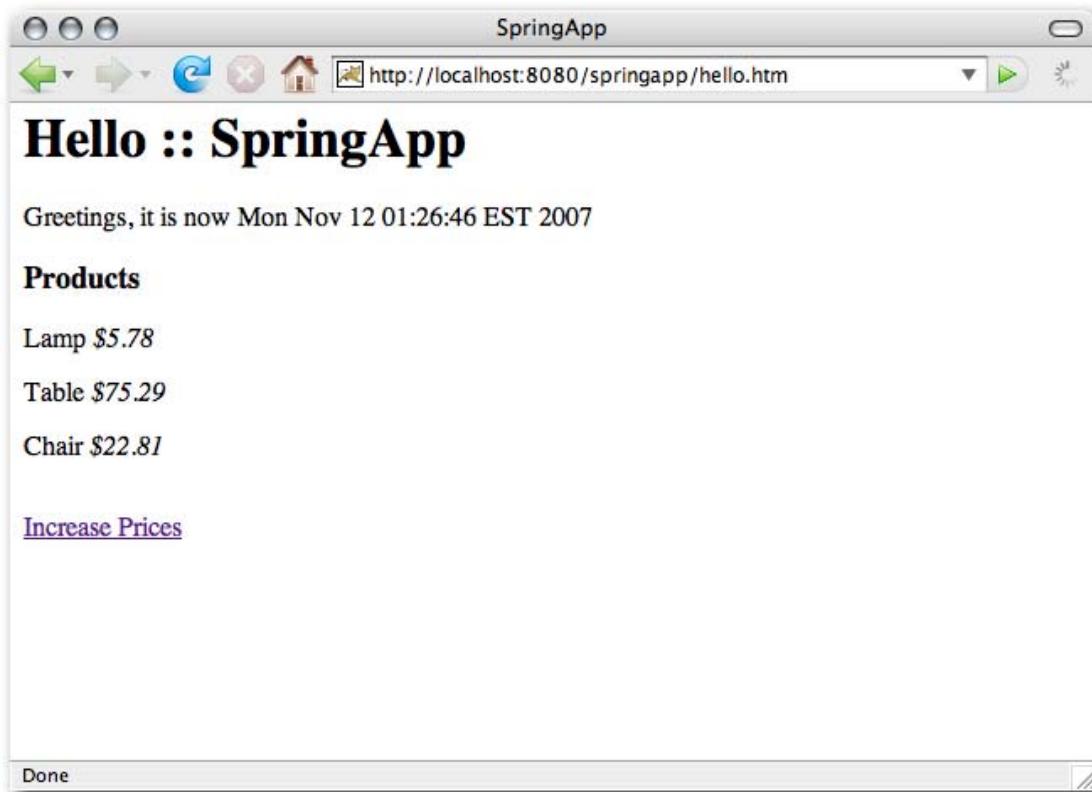 SpringApp
http://localhost:8080/springapp/hello.htm
Hello :: SpringApp
Greetings, it is now Mon Nov 12 01:26:46 EST 2007
Products
Lamp $5.78
Table $75.29
Chair $22.81
Increase Prices
Done